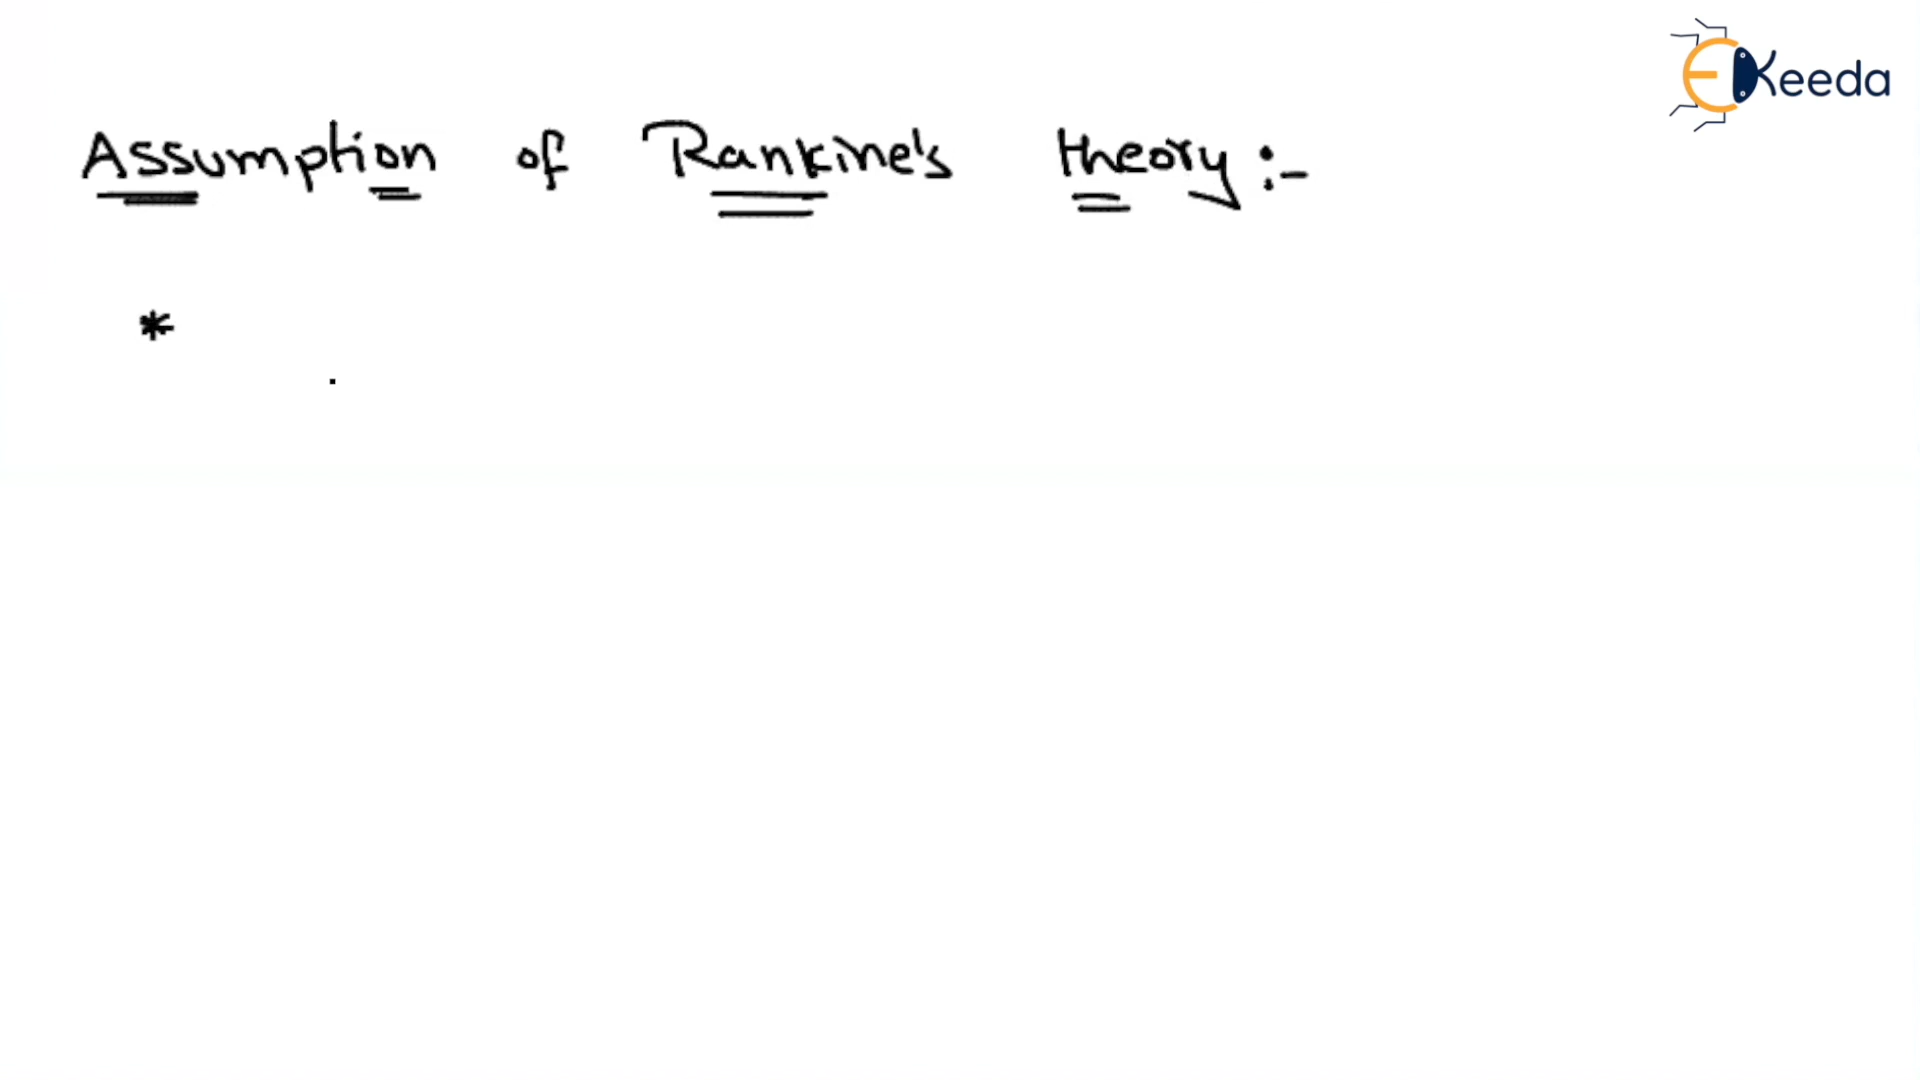 EKeeda
Assumption of Rankine's theory :-
*